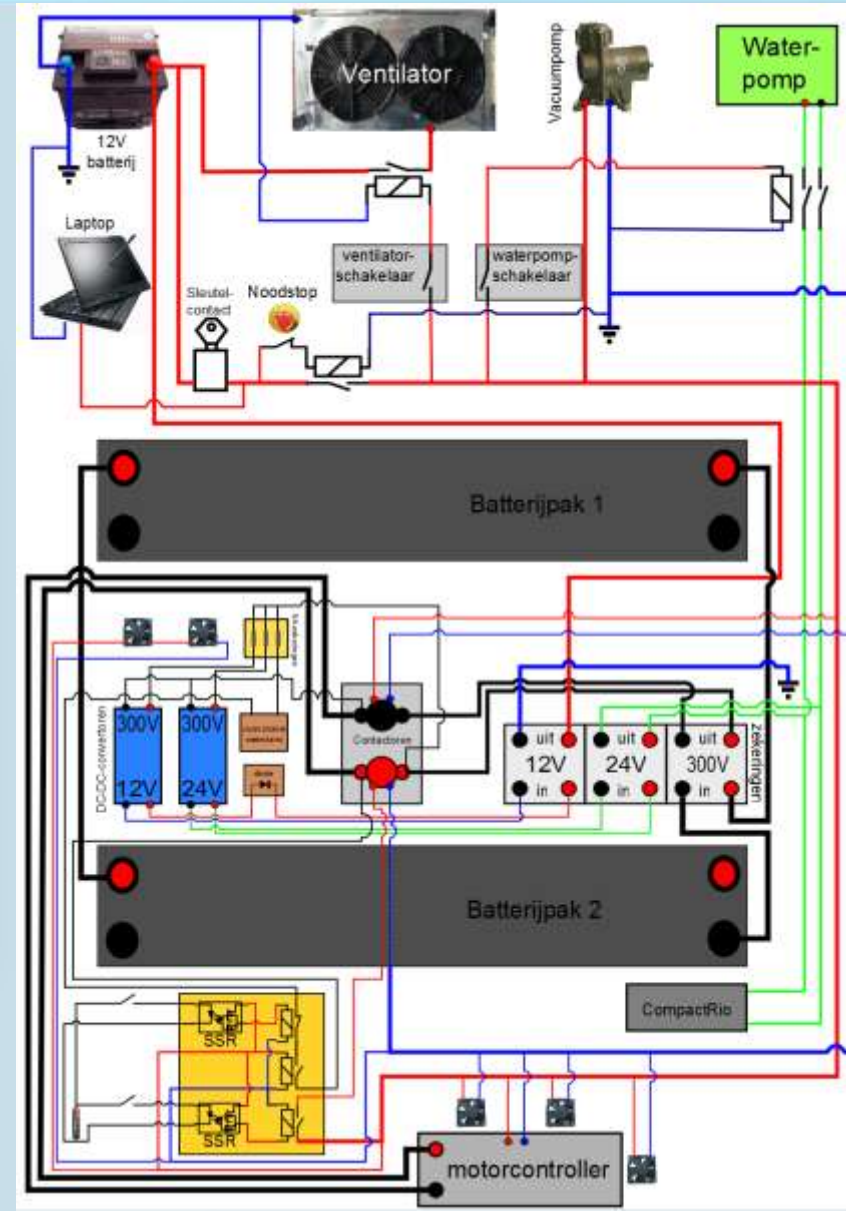 Ventilator
Vacuumpomp
Water-
pomp
12V
batterij
Laptop
ventilator-
schakelaar
waterpomp-
schakelaar
Sleutel-
contact
Noodstop
Batterijpak 1
DC-DC-convertoren
300V
12V
300V
24V
diode
Contactoren
uit
12V
in
uit
24V
in
uit
300V
in
zekeringen
Batterijpak 2
CompactRio
SSR
SSR
motorcontroller